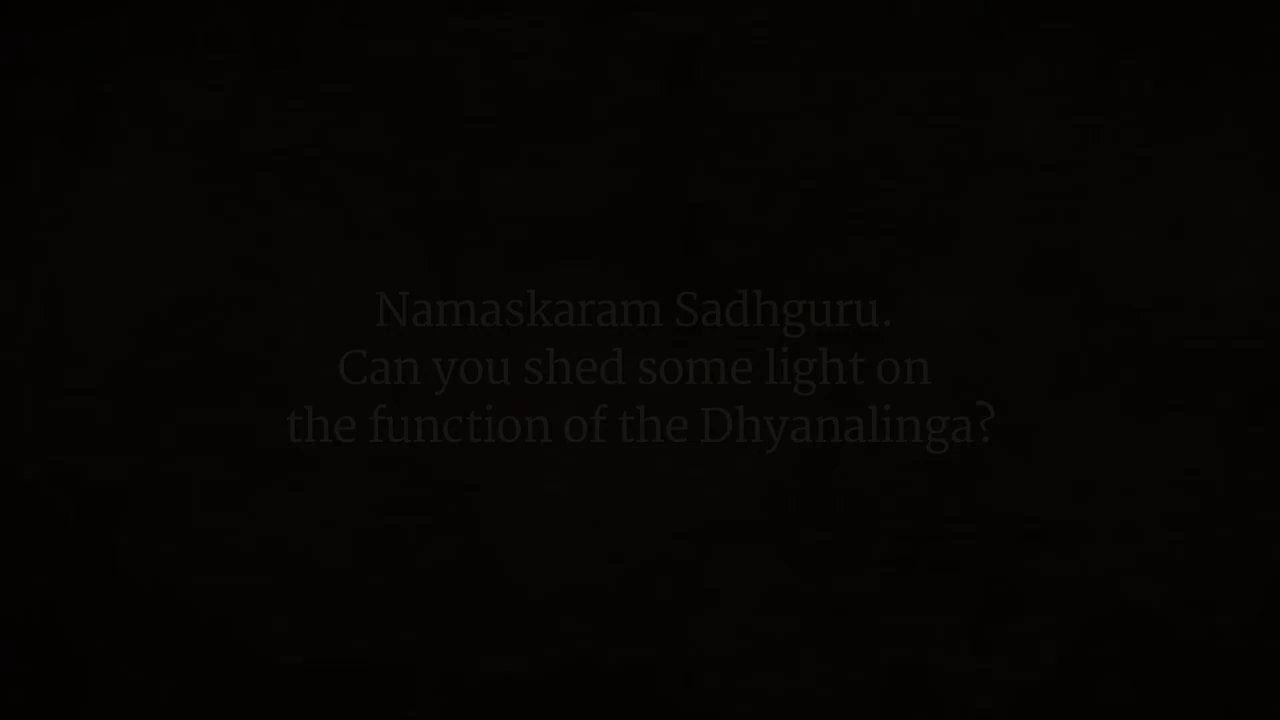 Namaskaram Sadhguru.
Can you shed some light on
the function of the Dhyanalinga?